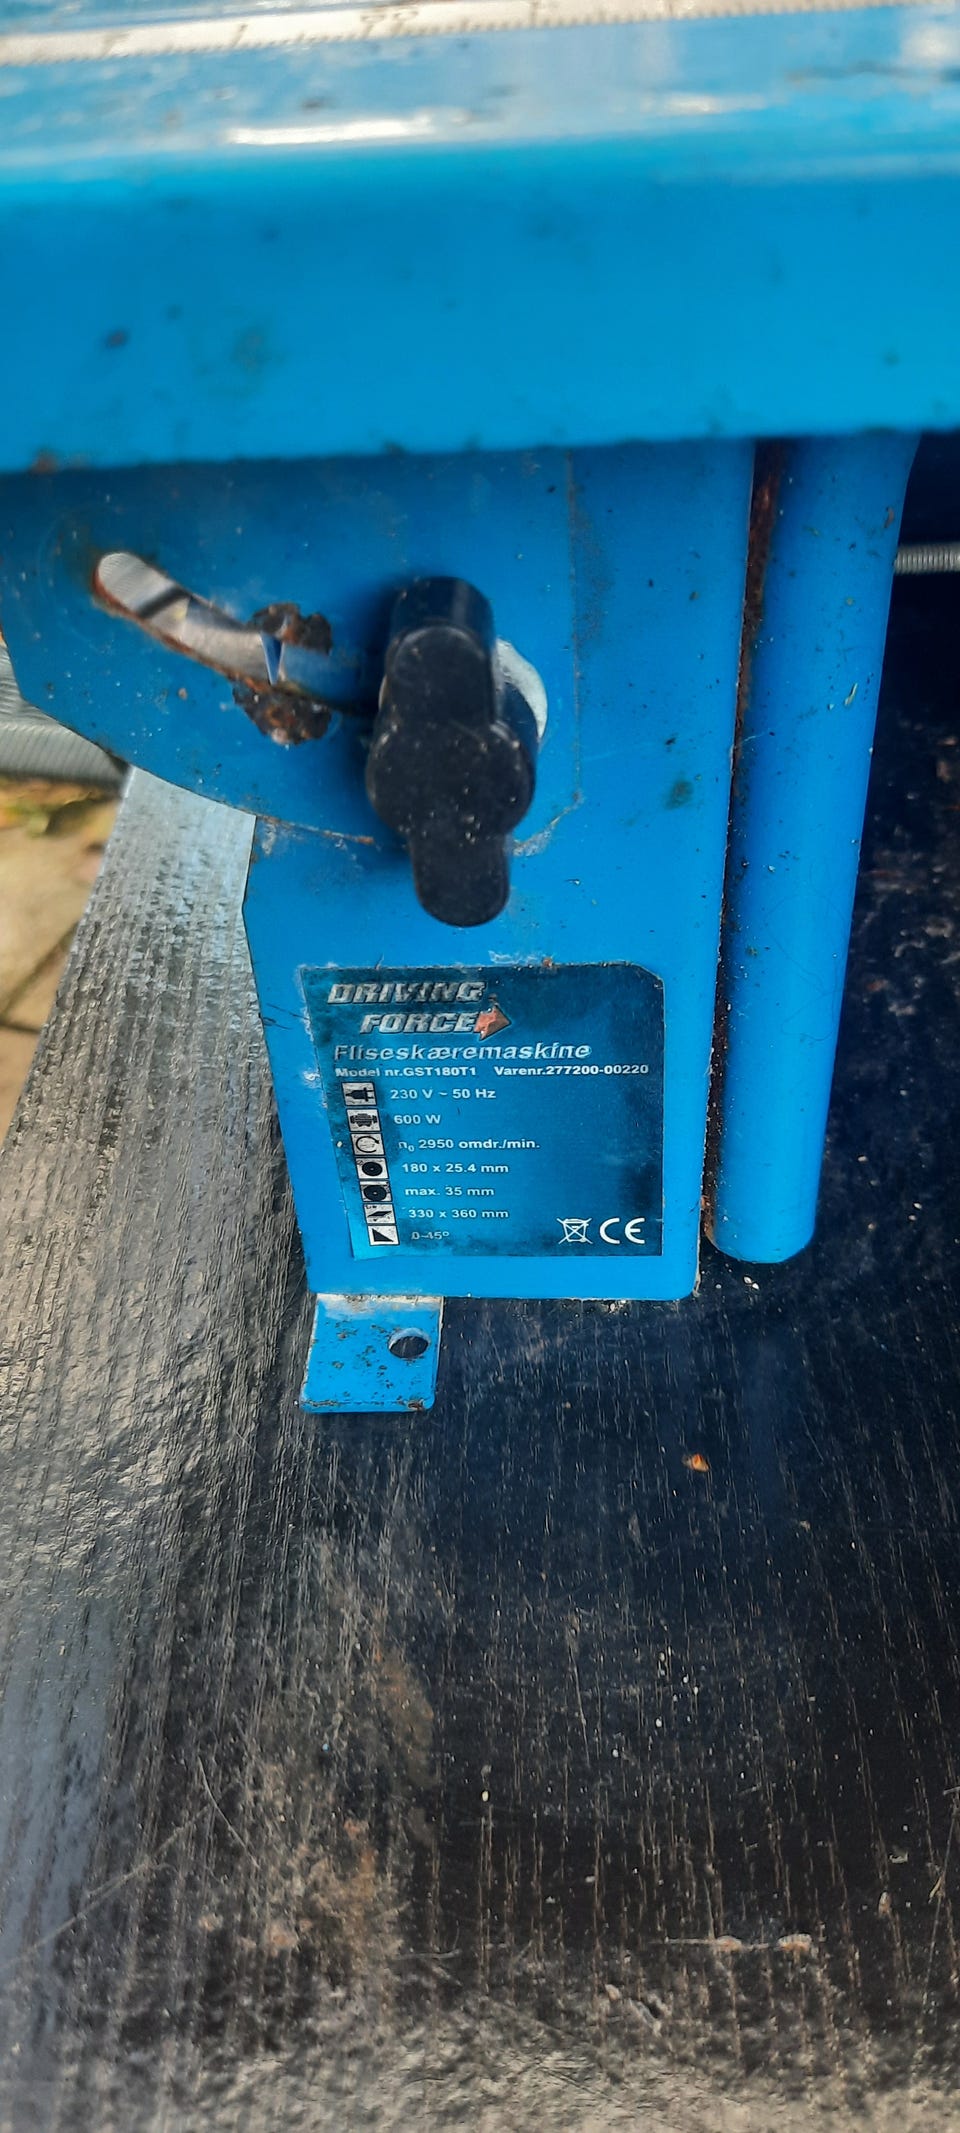 DRIVING
FORCE
Fliseskæremaskine
Model nr.GST180T1 Varenr.277200-00220
230 V ~ 50 Hz
600 W
n₀ 2950 omdr./min.
180 x 25.4 mm
max. 35 mm
330 x 360 mm
0-45°
CE